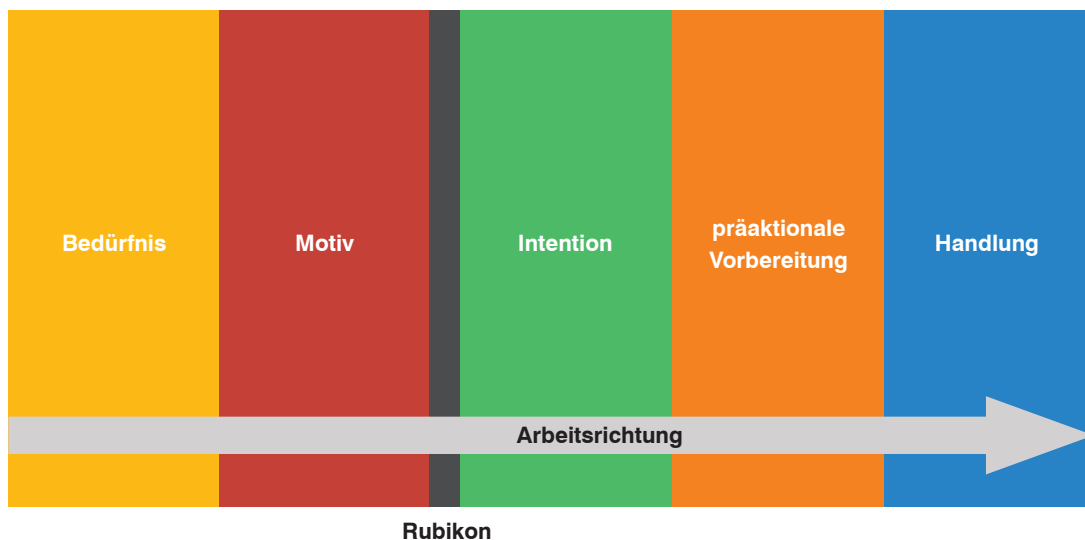 Bedürfnis
Motiv
Intention
präaktionale
Vorbereitung
Handlung
Arbeitsrichtung
Rubikon